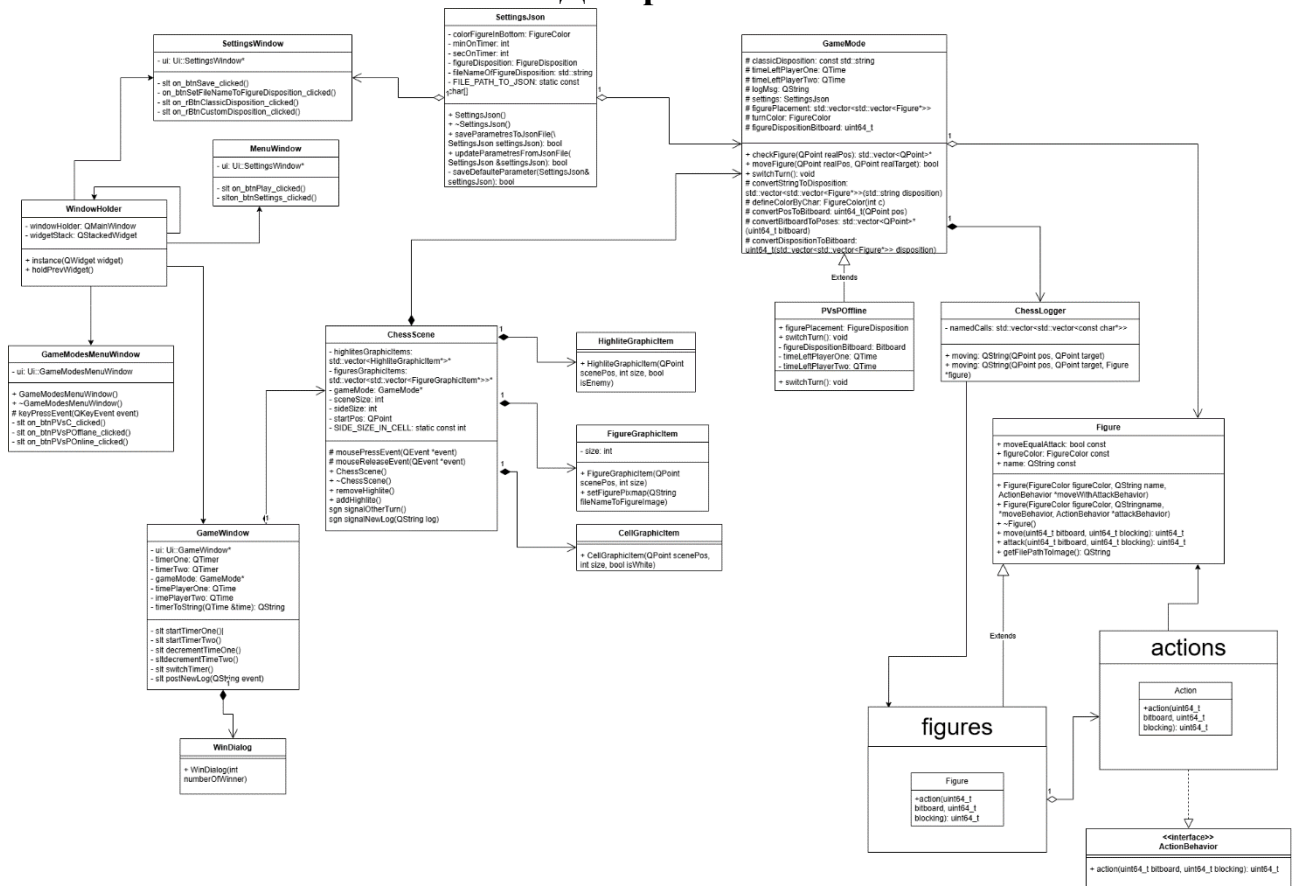 SettingsJson
- colorFigureInBottom: FigureColor
- minOnTimer: int
- secOnTimer: int
- figureDisposition: FigureDisposition
- fileNameOfFigureDisposition: std::string
- FILE_PATH_TO_JSON: static const
char[]
+ SettingsJson()
+ ~SettingsJson()
+ saveParametresToJsonFile(\
SettingsJson settingsJson): bool
+ updateParametresFromJsonFile(
SettingsJson &settingsJson): bool
- saveDefaulteParameter(SettingsJson&
settingsJson): bool
1
1
SettingsWindow
- ui: Ui::SettingsWindow*
- slt on_btnSave_clicked()
- on_btnSetFileNameToFigureDisposition_clicked()
- slt on_rBtnClassicDisposition_clicked()
- slt on_rBtnCustomDisposition_clicked()
MenuWindow
- ui: Ui::SettingsWindow*
- slt on_btnPlay_clicked()
- slton_btnSettings_clicked()
WindowHolder
- windowHolder: QMainWindow
- widgetStack: QStackedWidget
+ instance(QWidget widget)
+ holdPrevWidget()
GameModesMenuWindow
- ui: Ui::GameModesMenuWindow
+ GameModesMenuWindow()
+ ~GameModesMenuWindow()
# keyPressEvent(QKeyEvent event)
- slt on_btnPVsC_clicked()
- slt on_btnPVsPOfflane_clicked()
- slt on_btnPVsPOnline_clicked()
GameMode
# classicDisposition: const std::string
# timeLeftPlayerOne: QTime
# timeLeftPlayerTwo: QTime
# logMsg: QString
# settings: SettingsJson
# figurePlacement: std::vector<std::vector<Figure*>>
# turnColor: FigureColor
# figureDispositionBitboard: uint64_t
+ checkFigure(QPoint realPos): std::vector<QPoint>*
+ moveFigure(QPoint realPos, QPoint realTarget): bool
+ switchTurn(): void
# convertStringToDisposition:
std::vector<std::vector<Figure*>>(std::string disposition)
# defineColorByChar: FigureColor(int c)
# convertPosToBitboard: uint64_t(QPoint pos)
# convertBitboardToPoses: std::vector<QPoint>*
(uint64_t bitboard)
# convertDispositionToBitboard:
uint64_t(std::vector<std::vector<Figure*>> disposition)
1
1
Extends
PVsPOffline
+ figurePlacement: FigureDisposition
+ switchTurn(): void
- figureDispositionBitboard: Bitboard
- timeLeftPlayerOne: QTime
- timeLeftPlayerTwo: QTime
+ switchTurn(): void
ChessLogger
- namedCalls: std::vector<std::vector<const char*>>
+ moving: QString(QPoint pos, QPoint target)
+ moving: QString(QPoint pos, QPoint target, Figure
*figure)
ChessScene
- highlitesGraphicItems:
std::vector<HighliteGraphicItem*>*
- figuresGraphicItems:
std::vector<std::vector<FigureGraphicItem*>>*
- gameMode: GameMode*
- sceneSize: int
- sideSize: int
- startPos: QPoint
- SIDE_SIZE_IN_CELL: static const int
# mousePressEvent(QEvent *event)
# mouseReleaseEvent(QEvent *event)
+ ChessScene()
+ ~ChessScene()
+ removeHighlite()
+ addHighlite()
sgn signalOtherTurn()
sgn signalNewLog(QString log)
1
1
1
1
HighliteGraphicItem
+ HighliteGraphicItem(QPoint
scenePos, int size, bool
isEnemy)
FigureGraphicItem
- size: int
+ FigureGraphicItem(QPoint
scenePos, int size)
+ setFigurePixmap(QString
fileNameToFigureImage)
CellGraphicItem
+ CellGraphicItem(QPoint scenePos,
int size, bool isWhite)
GameWindow
- ui: Ui::GameWindow*
- timerOne: QTimer
- timerTwo: QTimer
- gameMode: GameMode*
- timePlayerOne: QTime
- imePlayerTwo: QTime
- timerToString(QTime &time): QString
- slt startTimerOne()|
- slt startTimerTwo()
- slt decrementTimeOne()
- sltdecrementTimeTwo()
- slt switchTimer()
- slt postNewLog(QString event)
1
1
WinDialog
+ WinDialog(int
numberOfWinner)
Figure
+ moveEqualAttack: bool const
+ figureColor: FigureColor const
+ name: QString const
+ Figure(FigureColor figureColor, QString name,
ActionBehavior *moveWithAttackBehavior)
+ Figure(FigureColor figureColor, QStringname,
*moveBehavior, ActionBehavior *attackBehavior)
+ ~Figure()
+ move(uint64_t bitboard, uint64_t blocking): uint64_t
+ attack(uint64_t bitboard, uint64_t blocking): uint64_t
+ getFilePathToImage(): QString
Extends
actions
Action
+action(uint64_t
bitboard, uint64_t
blocking): uint64_t
figures
Figure
+action(uint64_t
bitboard, uint64_t
blocking): uint64_t
1
<<interface>>
ActionBehavior
+ action(uint64_t bitboard, uint64_t blocking): uint64_t